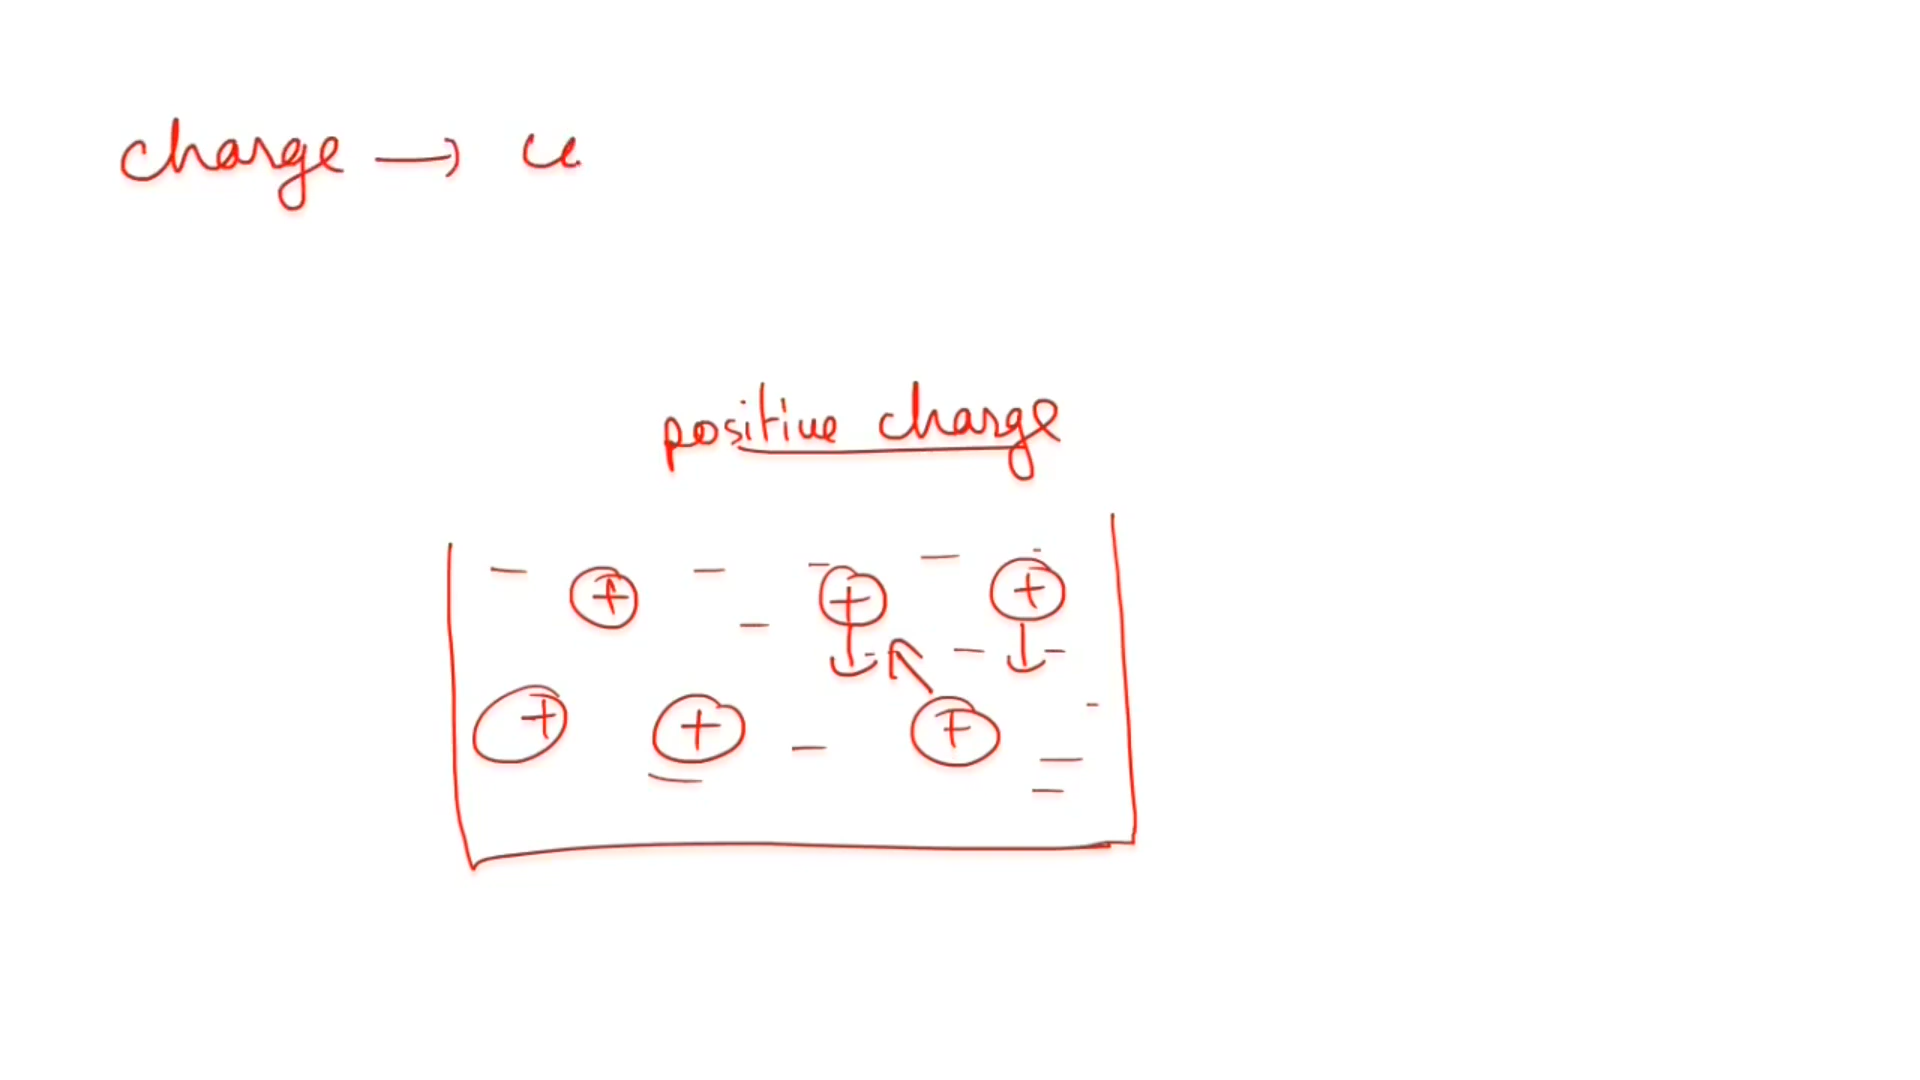 charge →
positive charge
- + - - + - +
- - - -
+ + - + -
- - -